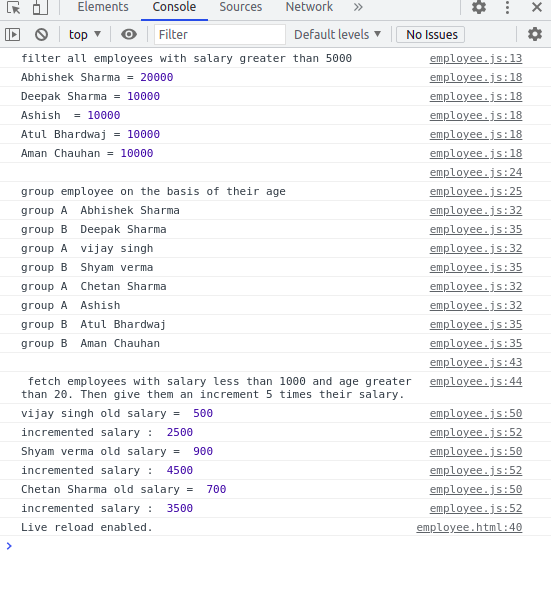 Elements Console Sources Network »
top ▼ Filter Default levels ▼ No Issues
filter all employees with salary greater than 5000 employee.js:13
Abhishek Sharma = 20000 employee.js:18
Deepak Sharma = 10000 employee.js:18
Ashish  = 10000 employee.js:18
Atul Bhardwaj = 10000 employee.js:18
Aman Chauhan = 10000 employee.js:18
employee.js:24
group employee on the basis of their age employee.js:25
group A  Abhishek Sharma employee.js:32
group B  Deepak Sharma employee.js:35
group A  vijay singh employee.js:32
group B  Shyam verma employee.js:35
group A  Chetan Sharma employee.js:32
group A  Ashish employee.js:32
group B  Atul Bhardwaj employee.js:35
group B  Aman Chauhan employee.js:35
employee.js:43
fetch employees with salary less than 1000 and age greater employee.js:44
than 20. Then give them an increment 5 times their salary.
vijay singh old salary =  500 employee.js:50
incremented salary :  2500 employee.js:52
Shyam verma old salary =  900 employee.js:50
incremented salary :  4500 employee.js:52
Chetan Sharma old salary =  700 employee.js:50
incremented salary :  3500 employee.js:52
Live reload enabled. employee.html:40